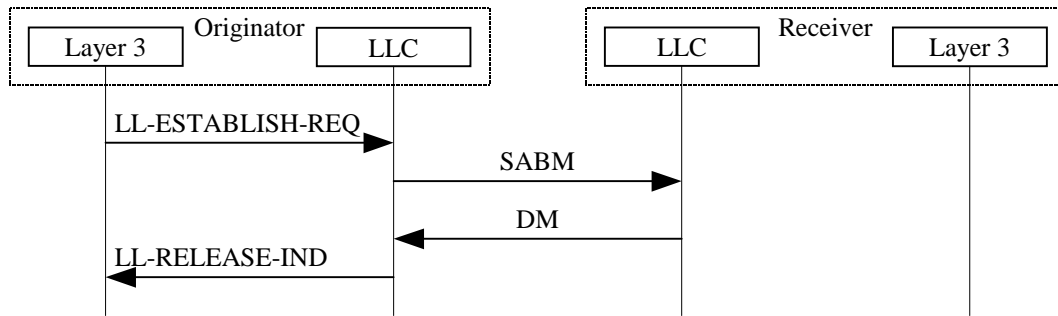 Originator
Receiver
Layer 3
LLC
LLC
Layer 3
LL-ESTABLISH-REQ
SABM
DM
LL-RELEASE-IND